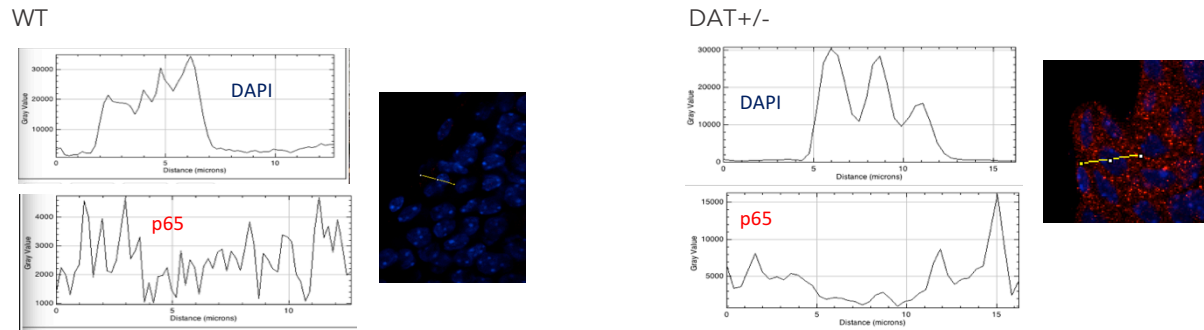 WT
DAT+/-
DAPI
Gray Value
30000
20000
10000
0
5
10
Distance (microns)
p65
Gray Value
4000
3000
2000
1000
0
5
10
Distance (microns)
DAPI
Gray Value
30000
20000
10000
0
0
5
10
15
Distance (microns)
p65
Gray Value
15000
10000
5000
0
0
5
10
15
Distance (microns)